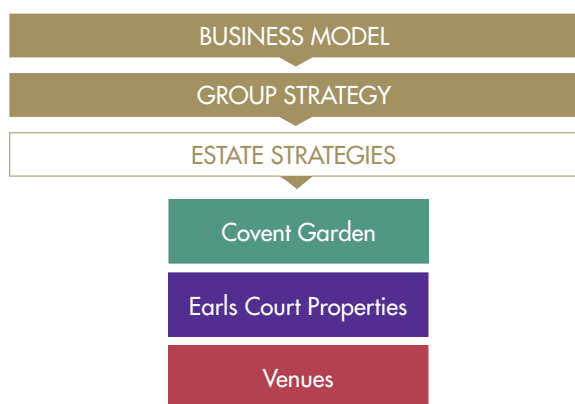 BUSINESS MODEL
GROUP STRATEGY
ESTATE STRATEGIES
Covent Garden
Earls Court Properties
Venues